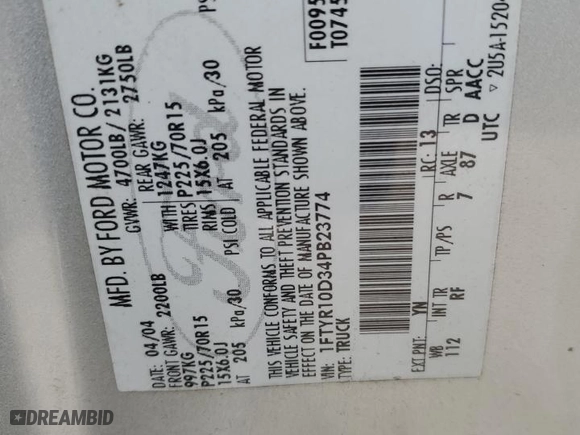 MFD. BY FORD MOTOR CO.
DATE: 04/04 GVWR: 4700LB/ 2131KG
FRONT GAWR: 2200LB REAR GAWR: 2750LB
997KG WITH 1247KG WITH
P225/70R15 TIRES P225/70R15
15X6.0J RIMS 15X6.0J
AT 205 kPa/30 PSI COLD AT 205 kPa/30 PS
THIS VEHICLE CONFORMS TO ALL APPLICABLE FEDERAL MOTOR
VEHICLE SAFETY AND THEFT PREVENTION STANDARDS IN
EFFECT ON THE DATE OF MANUFACTURE SHOWN ABOVE.
VIN: 1FTYR10D34PB23774
TYPE: TRUCK
F0095
T0745
EXT PNT: YN RC: 13 DSO:
WB INT TR TP/PS R AXLE TR SPR
112 RF 7 87 D AACC
UTC ▽ 2U5A-1520
Ford
DREAMBID